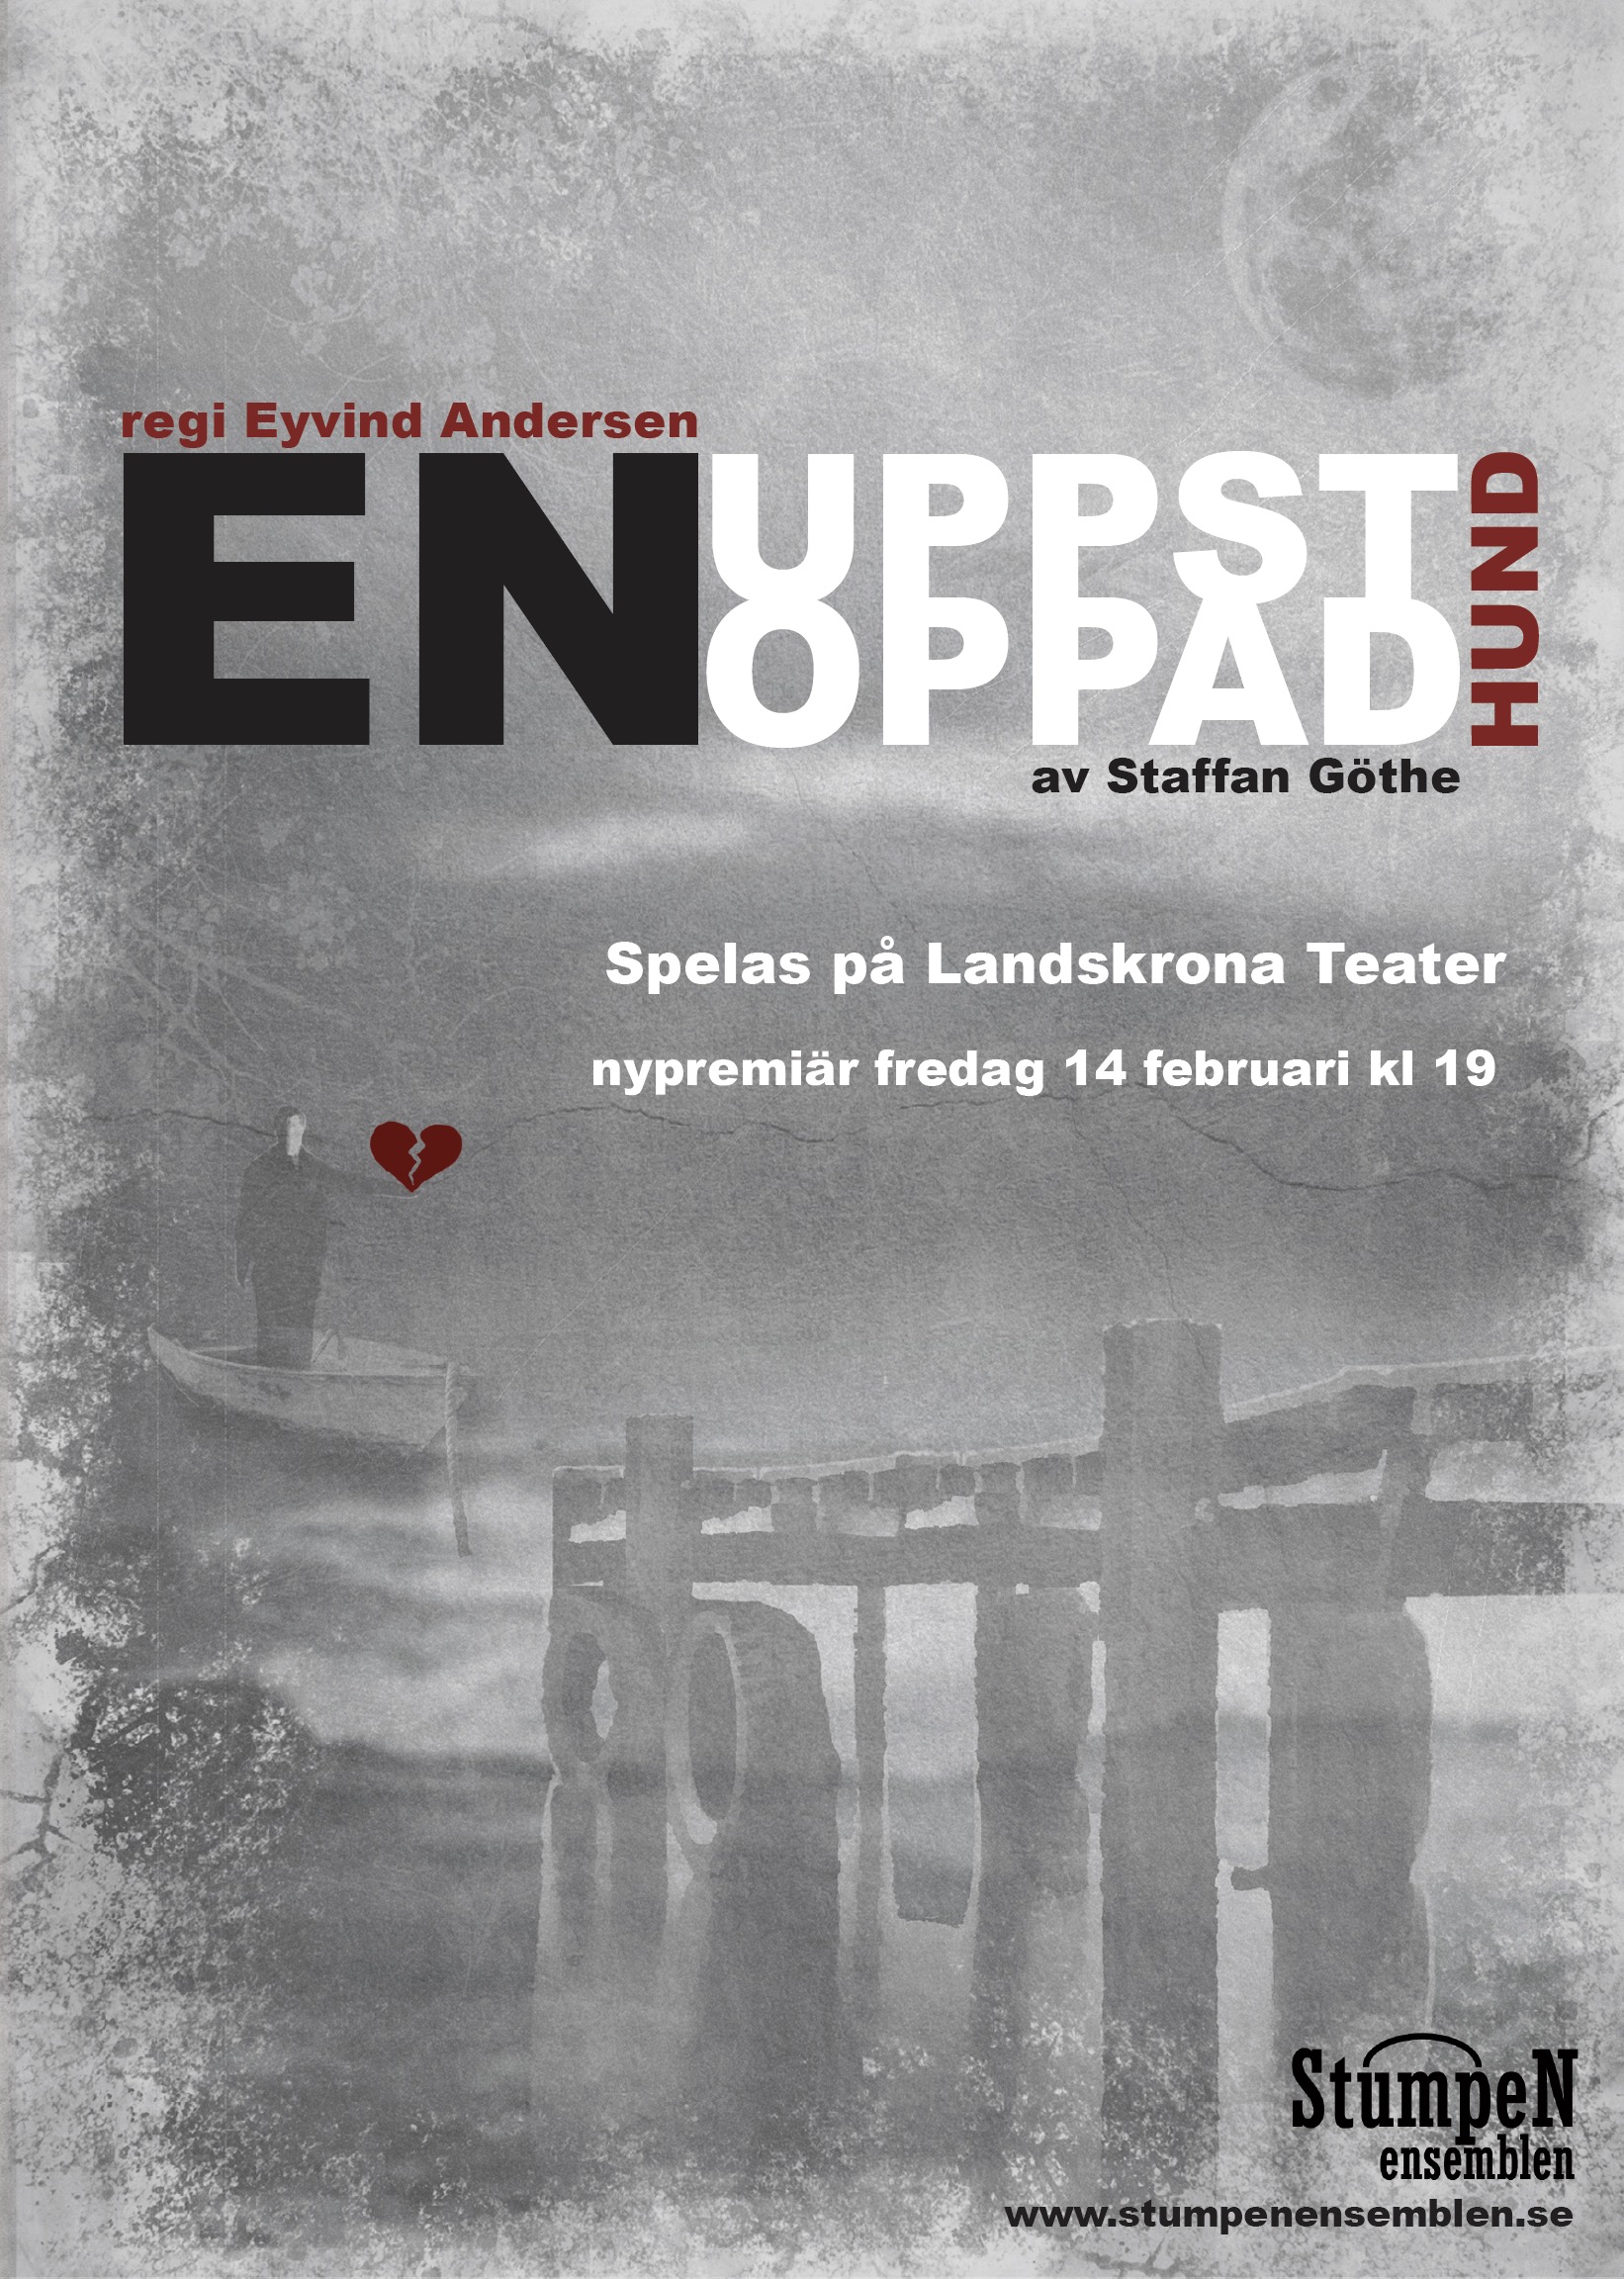 regi Eyvind Andersen
EN UPPST
OPPAD
HUND
av Staffan Göthe
Spelas på Landskrona Teater
nypremiär fredag 14 februari kl 19
StumpeN
ensemblen
www.stumpenensemblen.se